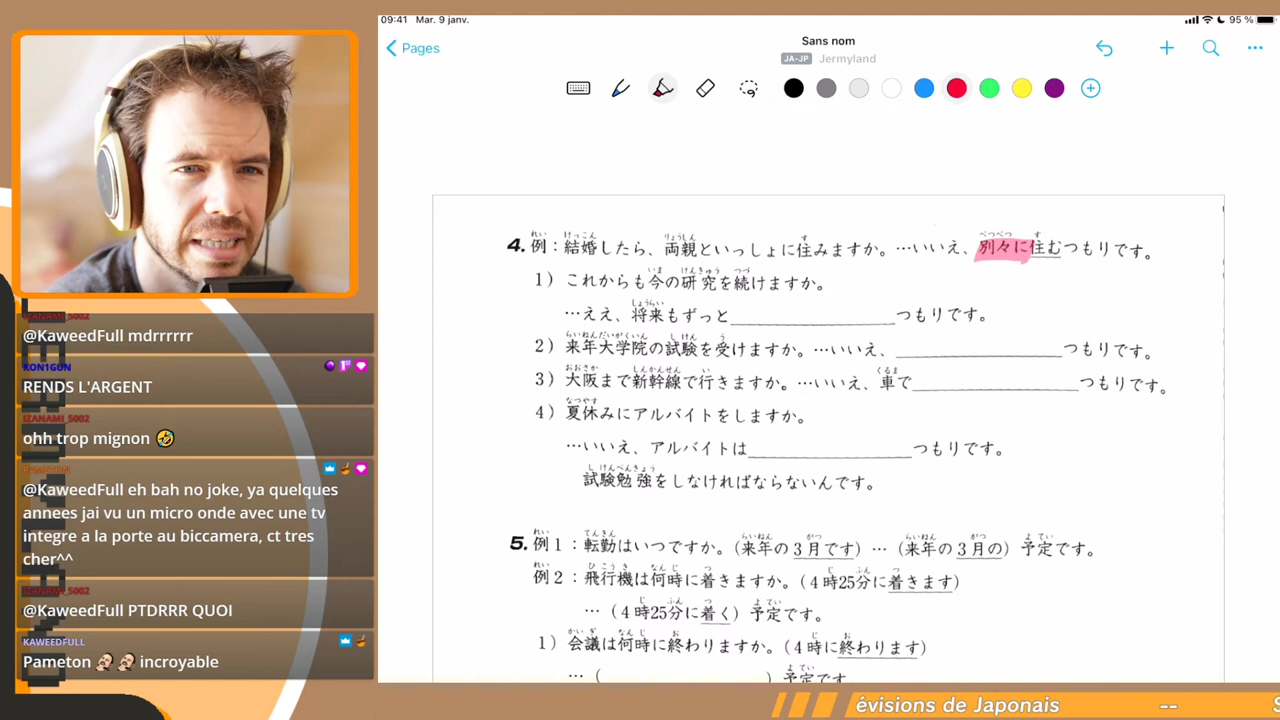 09:41 Mar. 9 janv.
95 %
Pages
Sans nom
JA-JP Jermyland
4. 例：結婚したら、両親といっしょに住みますか。…いいえ、別々に住むつもりです。
1）これからも今の研究を続けますか。
…ええ、将来もずっと＿＿＿＿＿＿つもりです。
2）来年大学院の試験を受けますか。…いいえ、＿＿＿＿＿＿つもりです。
3）大阪まで新幹線で行きますか。…いいえ、車で＿＿＿＿＿＿つもりです。
4）夏休みにアルバイトをしますか。
…いいえ、アルバイトは＿＿＿＿＿＿つもりです。
試験勉強をしなければならないんです。
5. 例1：転勤はいつですか。（来年の3月です）…（来年の3月の）予定です。
例2：飛行機は何時に着きますか。（4時25分に着きます）
…（4時25分に着く）予定です。
1）会議は何時に終わりますか。（4時に終わります）
…（ ）予定です
IZANAMI_5002
@KaweedFull mdrrrrr
KON1GUN
RENDS L'ARGENT
IZANAMI_5002
ohh trop mignon 🤣
@KaweedFull eh bah no joke, ya quelques
annees jai vu un micro onde avec une tv
integre a la porte au biccamera, ct tres
cher^^
IZANAMI_5002
@KaweedFull PTDRRR QUOI
KAWEEDFULL
Pameton incroyable
évisions de Japonais -- S